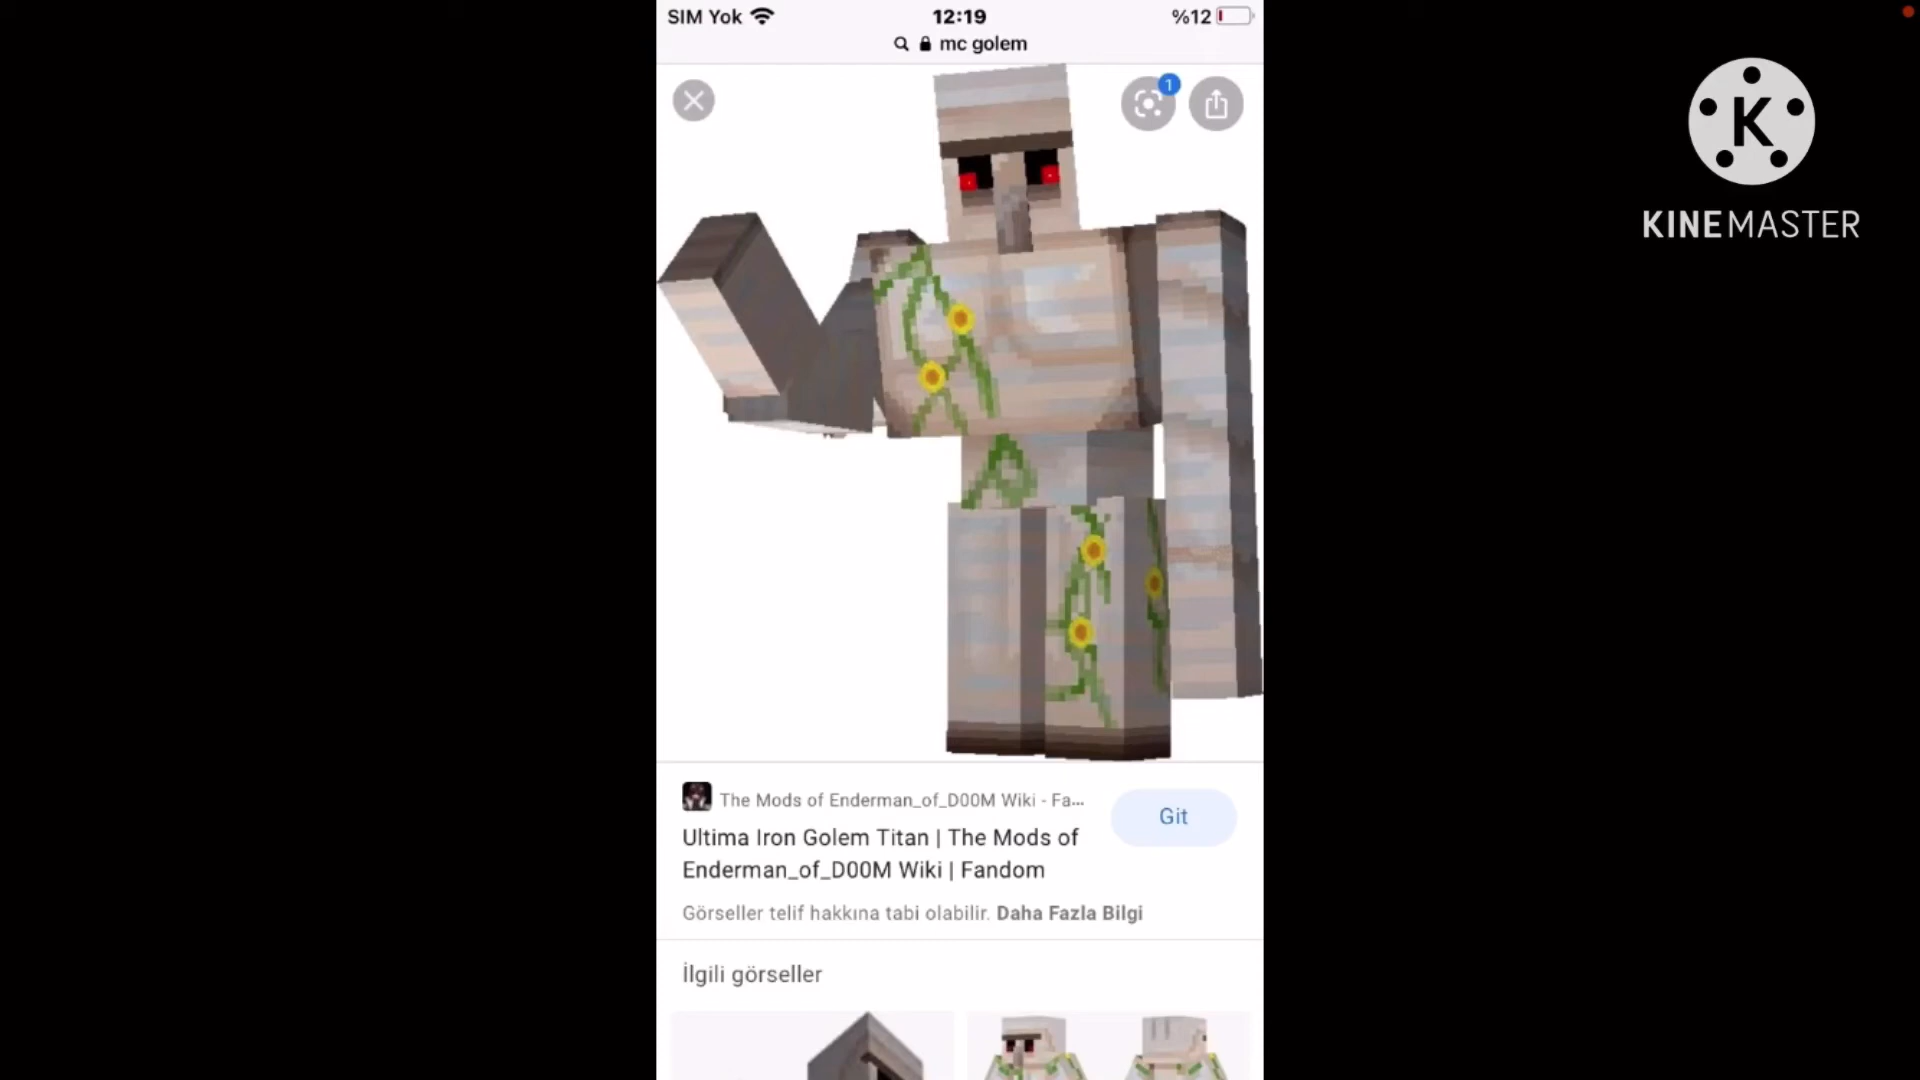 SIM Yok
12:19
%12
mc golem
1
K
KINEMASTER
The Mods of Enderman_of_D00M Wiki - Fa...
Git
Ultima Iron Golem Titan | The Mods of
Enderman_of_D00M Wiki | Fandom
Görseller telif hakkına tabi olabilir. Daha Fazla Bilgi
İlgili görseller